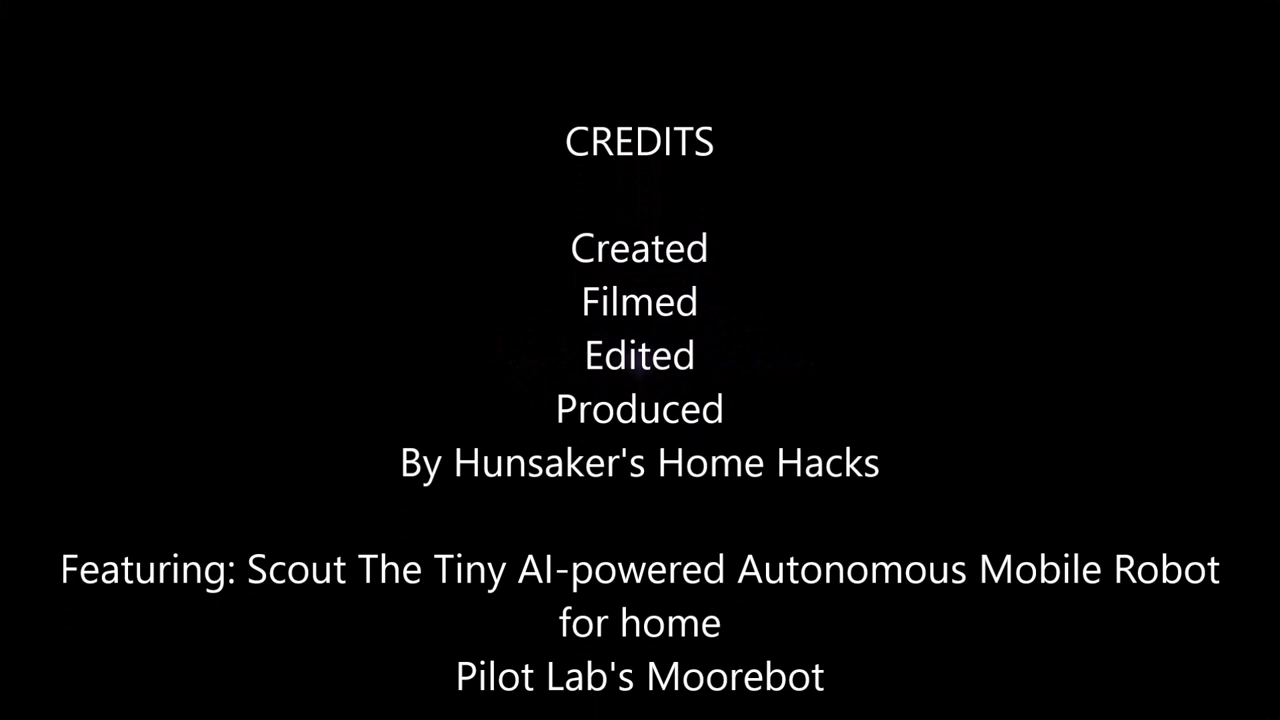 CREDITS
Created
Filmed
Edited
Produced
By Hunsaker's Home Hacks
Featuring: Scout The Tiny AI-powered Autonomous Mobile Robot
for home
Pilot Lab's Moorebot